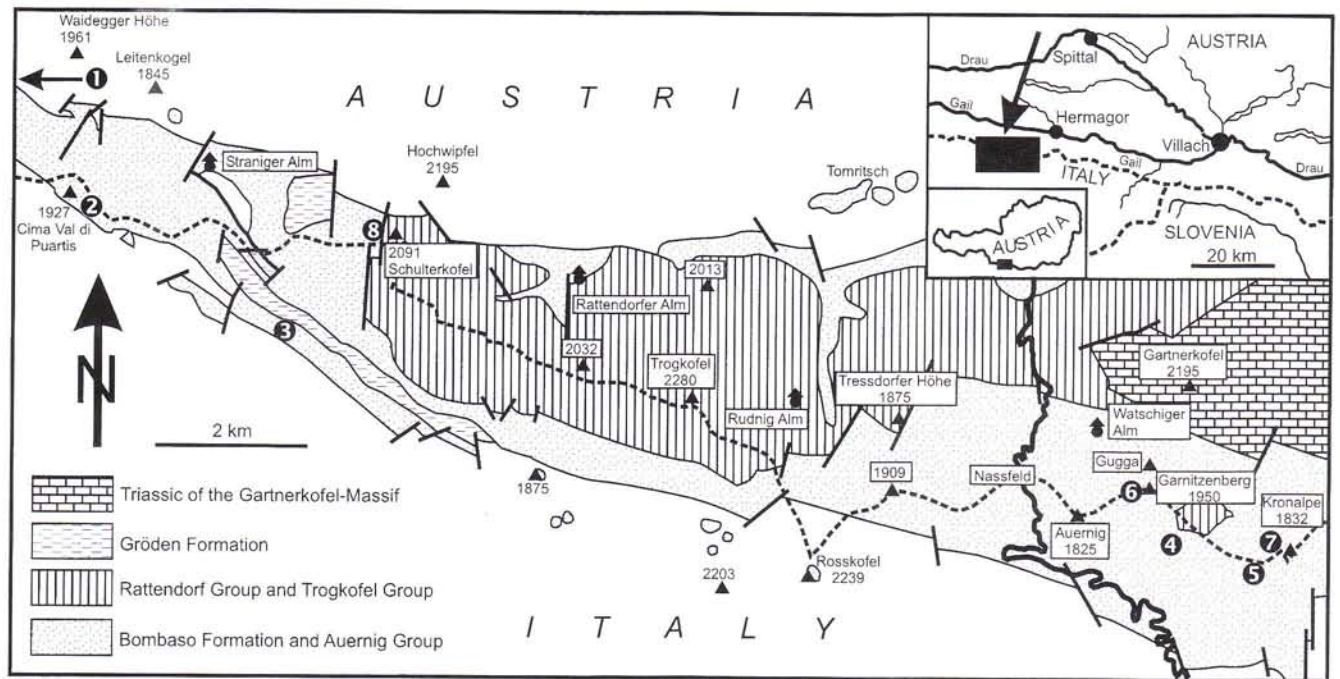 Waidegger Höhe
1961
Leitenkogel
1845
1
A U S T R I A
Straniger Alm
Hochwipfel
2195
Tomritsch
2
1927
Cima Val di
Puartis
8
2091
Schulterkofel
2013
Rattendorfer Alm
3
2032
Trogkofel
2280
Rudnig Alm
Tressdorfer Höhe
1875
Gartnerkofel
2195
Watschiger
Alm
N
2 km
1875
1909
Nassfeld
Gugga
6
Garnitzenberg
1950
Kronalpe
1832
7
Auernig
1825
4
5
2203
Rosskofel
2239
I T A L Y
Triassic of the Gartnerkofel-Massif
Gröden Formation
Rattendorf Group and Trogkofel Group
Bombaso Formation and Auernig Group
AUSTRIA
Drau
Spittal
Gail
Hermagor
Villach
Gail
Drau
ITALY
SLOVENIA
AUSTRIA
20 km